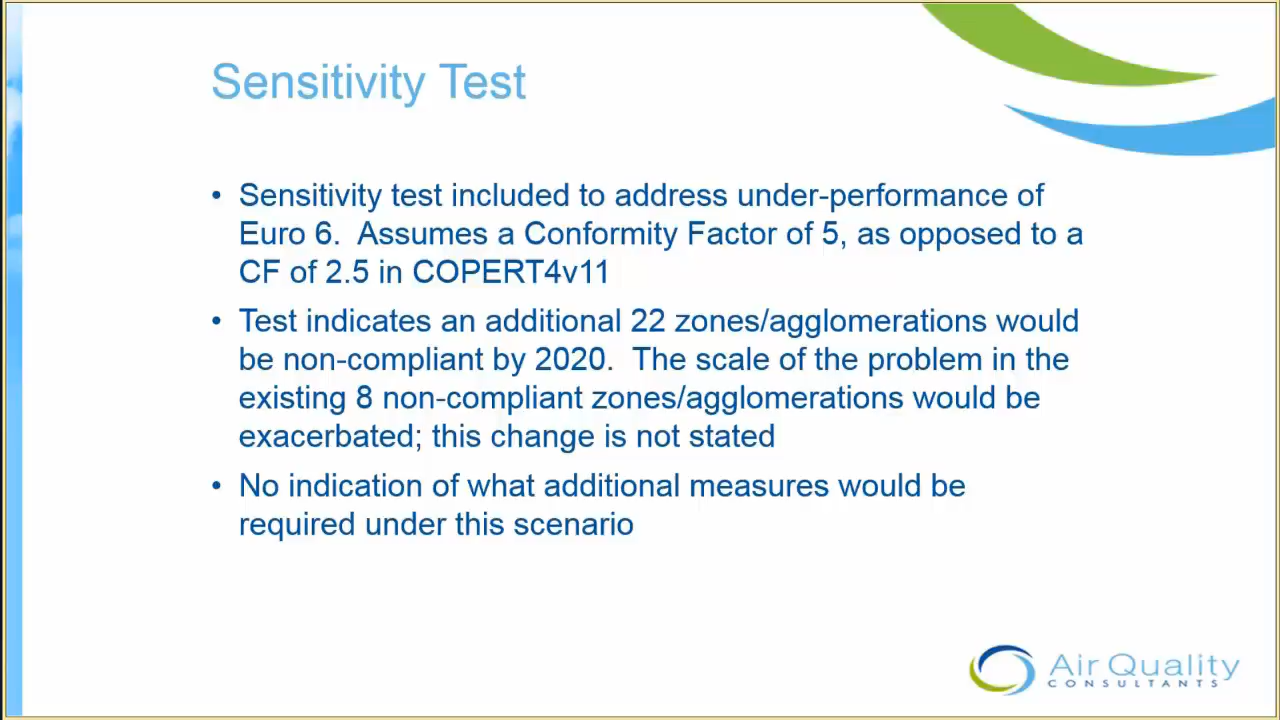 Sensitivity Test
• Sensitivity test included to address under-performance of
Euro 6.  Assumes a Conformity Factor of 5, as opposed to a
CF of 2.5 in COPERT4v11
• Test indicates an additional 22 zones/agglomerations would
be non-compliant by 2020.  The scale of the problem in the
existing 8 non-compliant zones/agglomerations would be
exacerbated; this change is not stated
• No indication of what additional measures would be
required under this scenario
Air Quality
CONSULTANTS